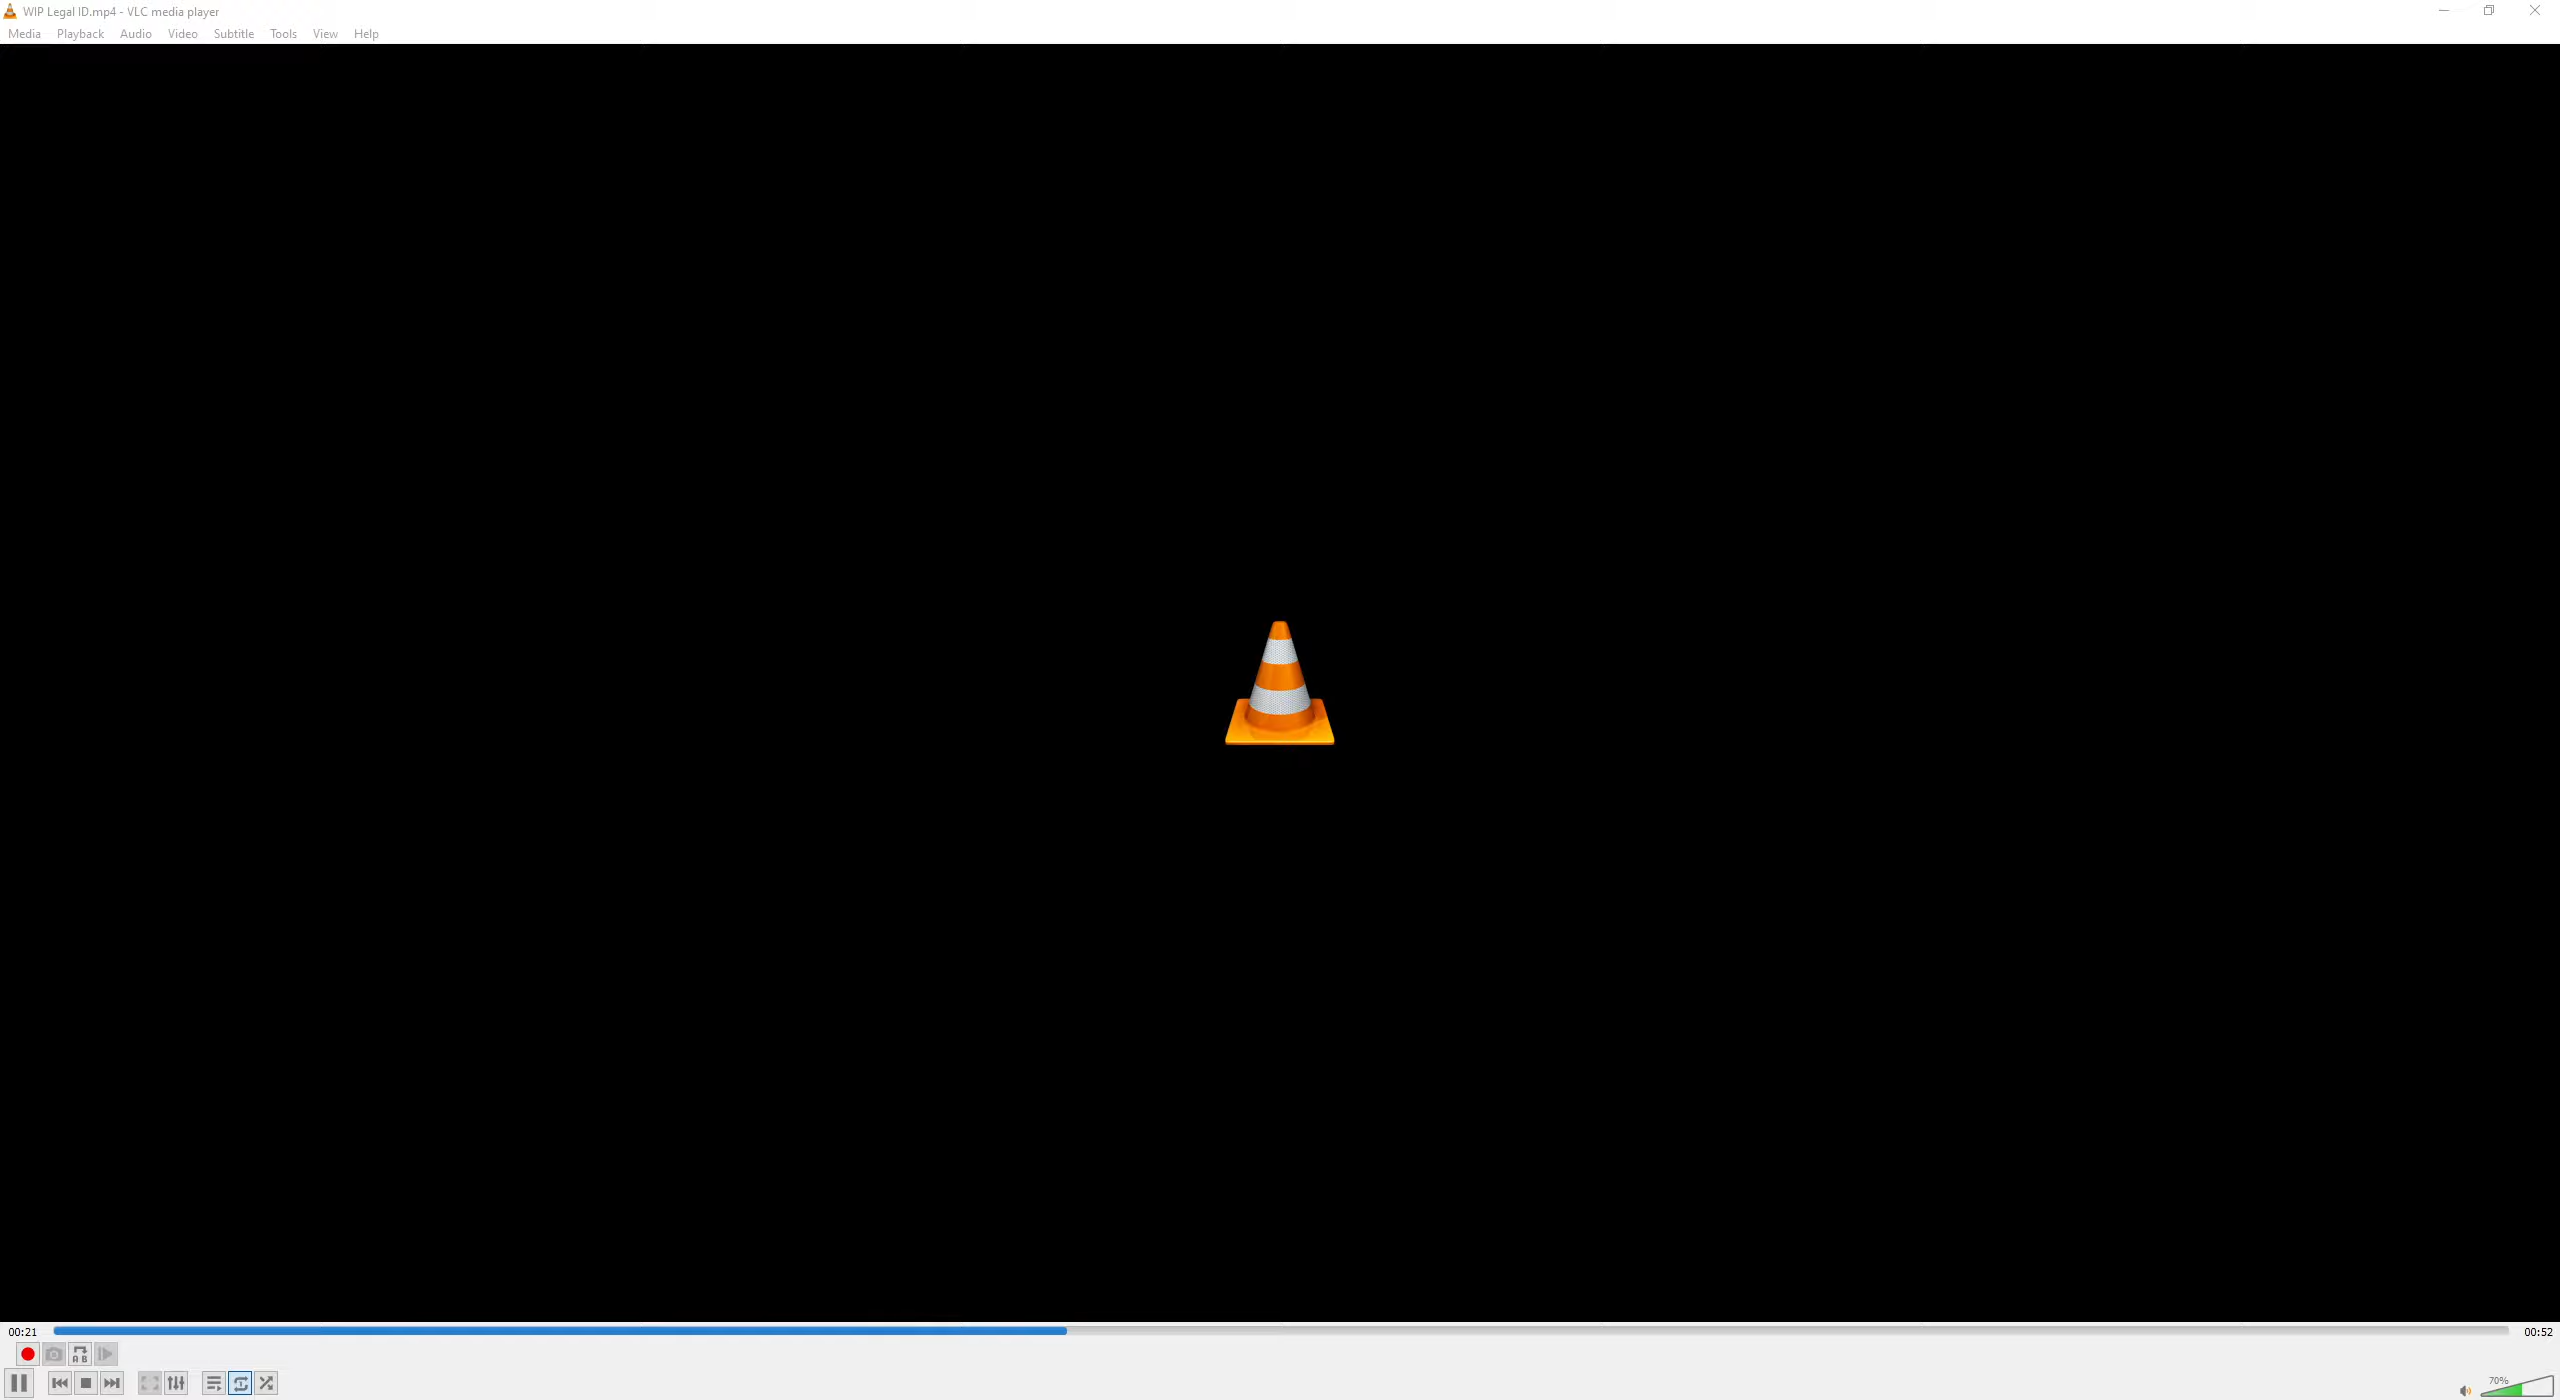 WIP Legal ID.mp4 - VLC media player
Media Playback Audio Video Subtitle Tools View Help
00:21
00:52
A B
1
70%